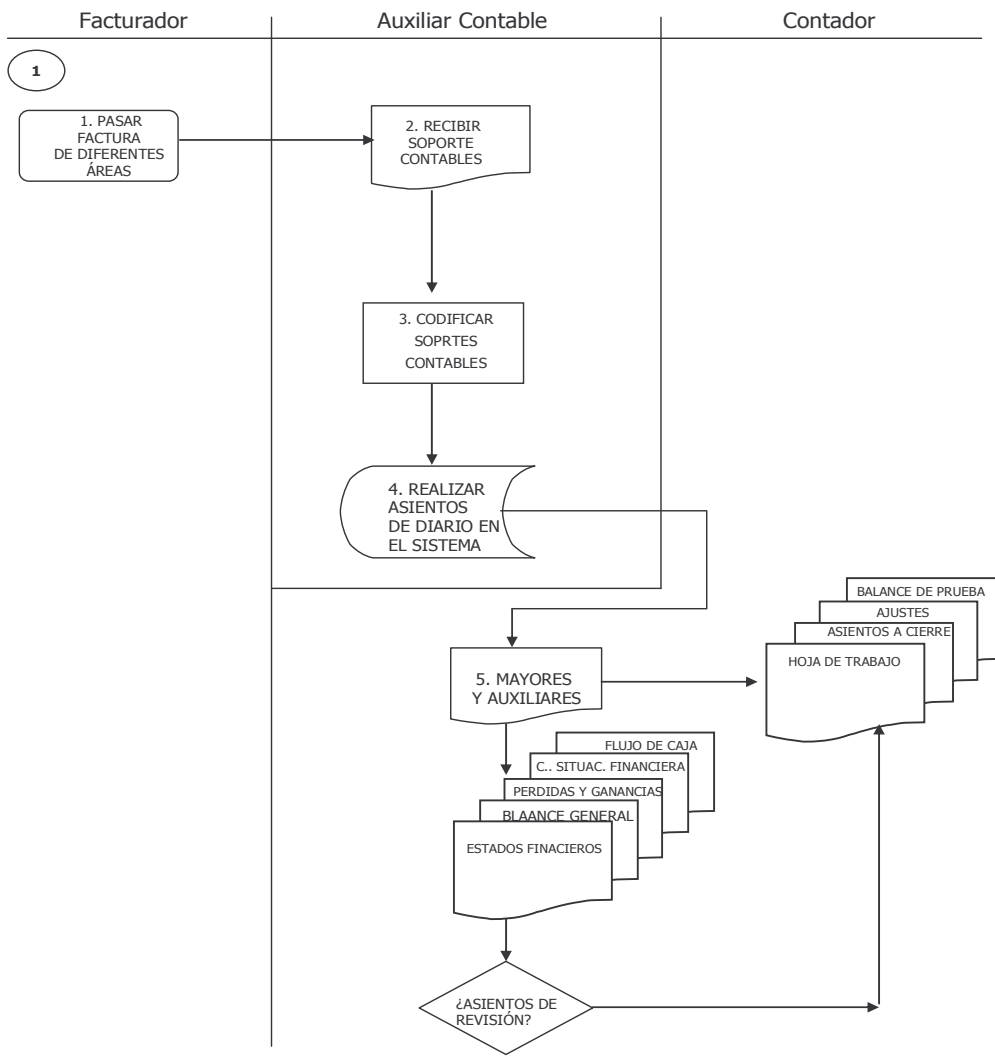 Facturador
Auxiliar Contable
Contador
1
1. PASAR
FACTURA
DE DIFERENTES
ÁREAS
2. RECIBIR
SOPORTE
CONTABLES
3. CODIFICAR
SOPRTES
CONTABLES
4. REALIZAR
ASIENTOS
DE DIARIO EN
EL SISTEMA
BALANCE DE PRUEBA
AJUSTES
ASIENTOS A CIERRE
HOJA DE TRABAJO
5. MAYORES
Y AUXILIARES
FLUJO DE CAJA
C.. SITUAC. FINANCIERA
PERDIDAS Y GANANCIAS
BLAANCE GENERAL
ESTADOS FINACIEROS
¿ASIENTOS DE
REVISIÓN?